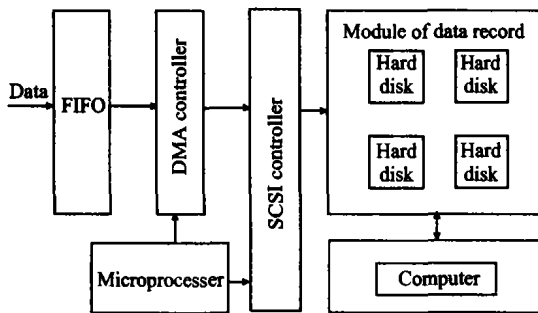 Data
FIFO
DMA controller
SCSI controller
Microprocesser
Module of data record
Hard
disk
Hard
disk
Hard
disk
Hard
disk
Computer